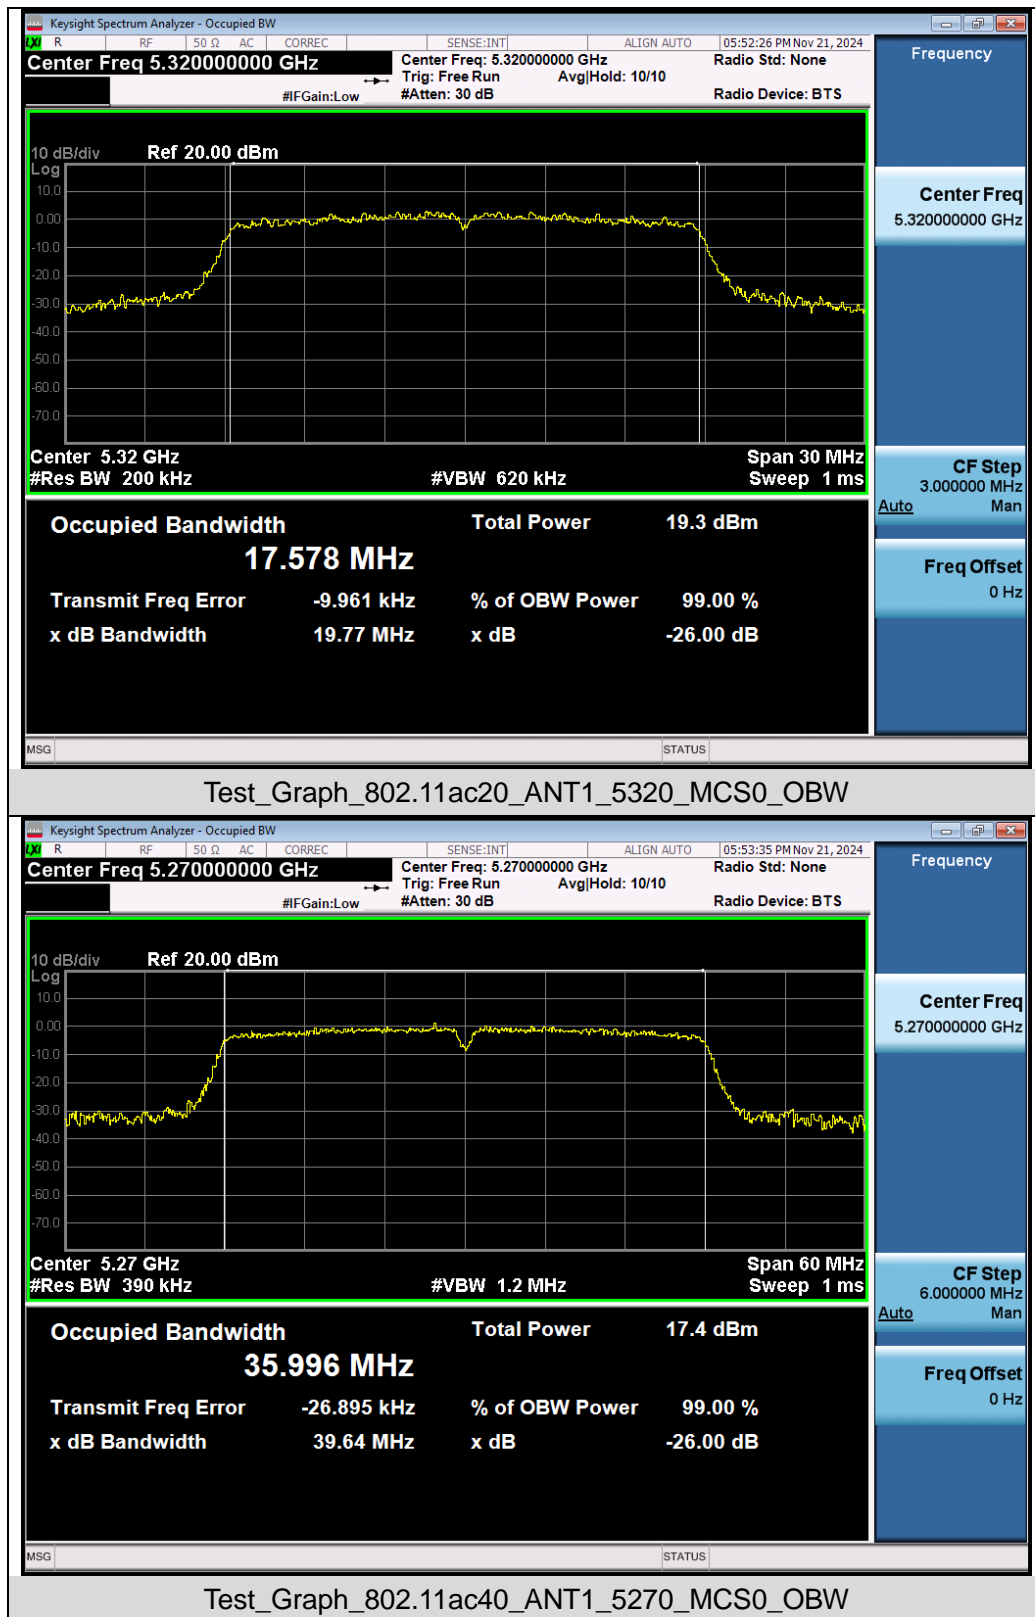 Keysight Spectrum Analyzer - Occupied BW
LXI R RF 50 Ω AC CORREC SENSE:INT ALIGN AUTO 05:52:26 PM Nov 21, 2024
Center Freq 5.320000000 GHz
Center Freq: 5.320000000 GHz
Radio Std: None
Trig: Free Run Avg|Hold: 10/10
#IFGain:Low
#Atten: 30 dB
Radio Device: BTS
Frequency
10 dB/div Ref 20.00 dBm
Log
10.0
0.00
-10.0
-20.0
-30.0
-40.0
-50.0
-60.0
-70.0
Center 5.32 GHz Span 30 MHz
#Res BW 200 kHz #VBW 620 kHz Sweep 1 ms
Center Freq
5.320000000 GHz
CF Step
3.000000 MHz
Auto Man
Freq Offset
0 Hz
Occupied Bandwidth Total Power 19.3 dBm
17.578 MHz
Transmit Freq Error -9.961 kHz % of OBW Power 99.00 %
x dB Bandwidth 19.77 MHz x dB -26.00 dB
MSG STATUS
Test_Graph_802.11ac20_ANT1_5320_MCS0_OBW
Keysight Spectrum Analyzer - Occupied BW
LXI R RF 50 Ω AC CORREC SENSE:INT ALIGN AUTO 05:53:35 PM Nov 21, 2024
Center Freq 5.270000000 GHz
Center Freq: 5.270000000 GHz
Radio Std: None
Trig: Free Run Avg|Hold: 10/10
#IFGain:Low
#Atten: 30 dB
Radio Device: BTS
Frequency
10 dB/div Ref 20.00 dBm
Log
10.0
0.00
-10.0
-20.0
-30.0
-40.0
-50.0
-60.0
-70.0
Center 5.27 GHz Span 60 MHz
#Res BW 390 kHz #VBW 1.2 MHz Sweep 1 ms
Center Freq
5.270000000 GHz
CF Step
6.000000 MHz
Auto Man
Freq Offset
0 Hz
Occupied Bandwidth Total Power 17.4 dBm
35.996 MHz
Transmit Freq Error -26.895 kHz % of OBW Power 99.00 %
x dB Bandwidth 39.64 MHz x dB -26.00 dB
MSG STATUS
Test_Graph_802.11ac40_ANT1_5270_MCS0_OBW